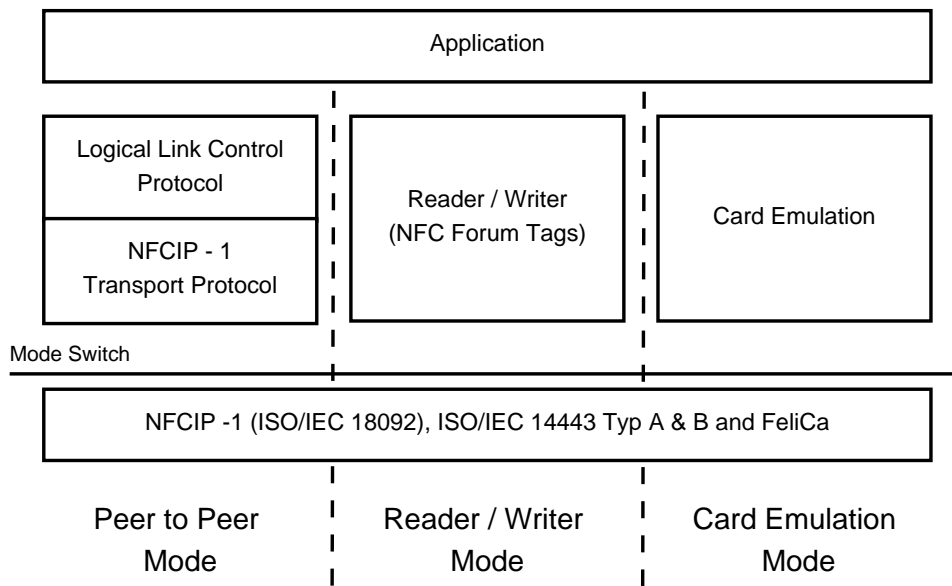 Application
Logical Link Control
Protocol
NFCIP - 1
Transport Protocol
Reader / Writer
(NFC Forum Tags)
Card Emulation
Mode Switch
NFCIP -1 (ISO/IEC 18092), ISO/IEC 14443 Typ A & B and FeliCa
Peer to Peer
Mode
Reader / Writer
Mode
Card Emulation
Mode